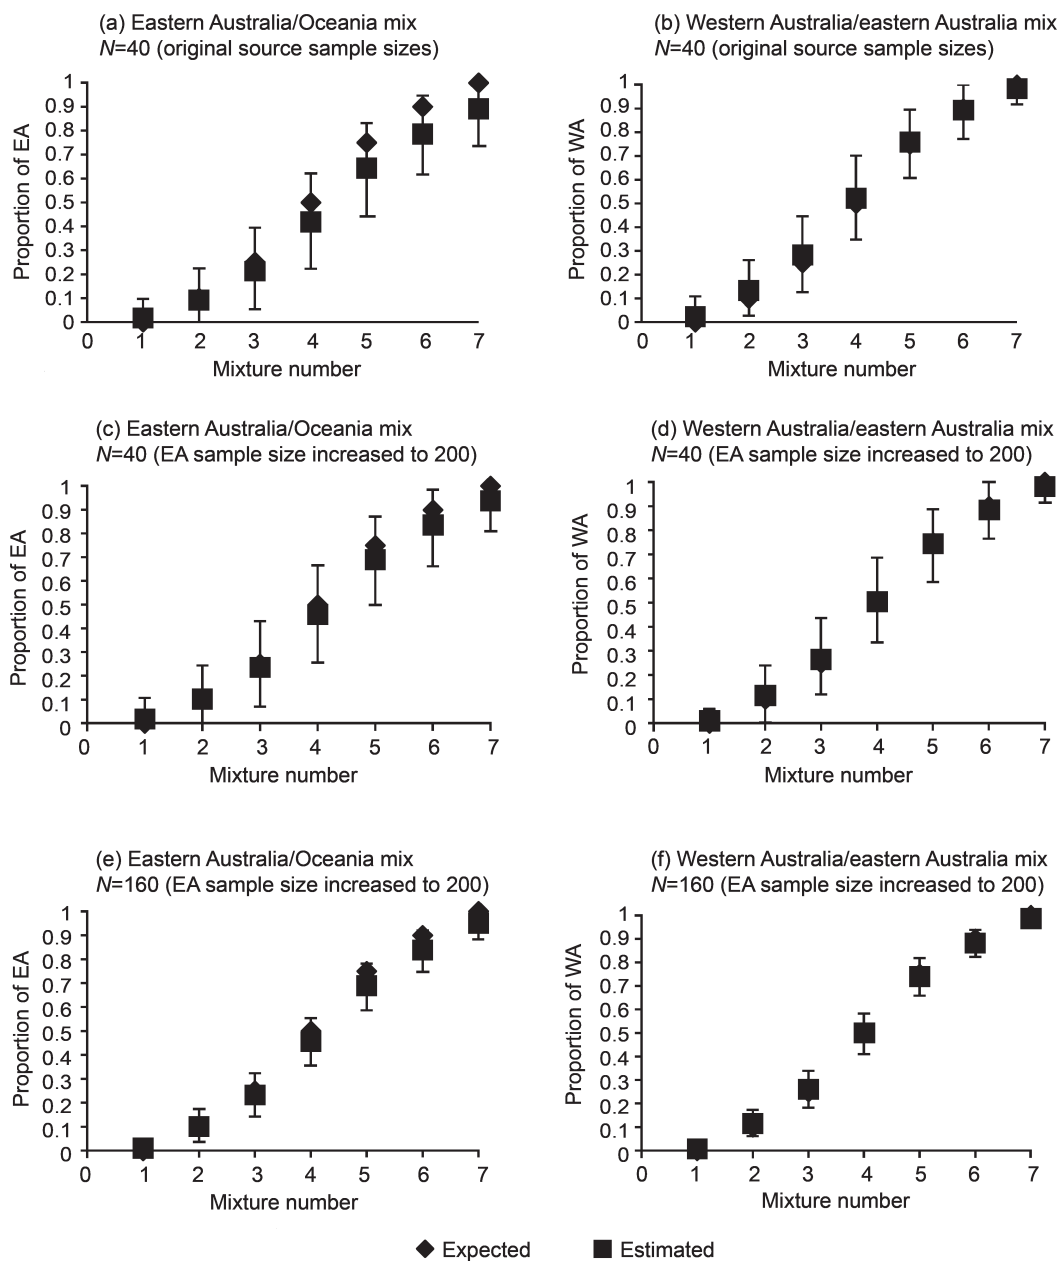 (a) Eastern Australia/Oceania mix
N=40 (original source sample sizes)
Proportion of EA
1
0.9
0.8
0.7
0.6
0.5
0.4
0.3
0.2
0.1
0
0 1 2 3 4 5 6 7
Mixture number
(b) Western Australia/eastern Australia mix
N=40 (original source sample sizes)
Proportion of WA
1
0.9
0.8
0.7
0.6
0.5
0.4
0.3
0.2
0.1
0
0 1 2 3 4 5 6 7
Mixture number
(c) Eastern Australia/Oceania mix
N=40 (EA sample size increased to 200)
Proportion of EA
1
0.9
0.8
0.7
0.6
0.5
0.4
0.3
0.2
0.1
0
0 1 2 3 4 5 6 7
Mixture number
(d) Western Australia/eastern Australia mix
N=40 (EA sample size increased to 200)
Proportion of WA
1
0.9
0.8
0.7
0.6
0.5
0.4
0.3
0.2
0.1
0
0 1 2 3 4 5 6 7
Mixture number
(e) Eastern Australia/Oceania mix
N=160 (EA sample size increased to 200)
Proportion of EA
1
0.9
0.8
0.7
0.6
0.5
0.4
0.3
0.2
0.1
0
0 1 2 3 4 5 6 7
Mixture number
(f) Western Australia/eastern Australia mix
N=160 (EA sample size increased to 200)
Proportion of WA
1
0.9
0.8
0.7
0.6
0.5
0.4
0.3
0.2
0.1
0
0 1 2 3 4 5 6 7
Mixture number
Expected Estimated